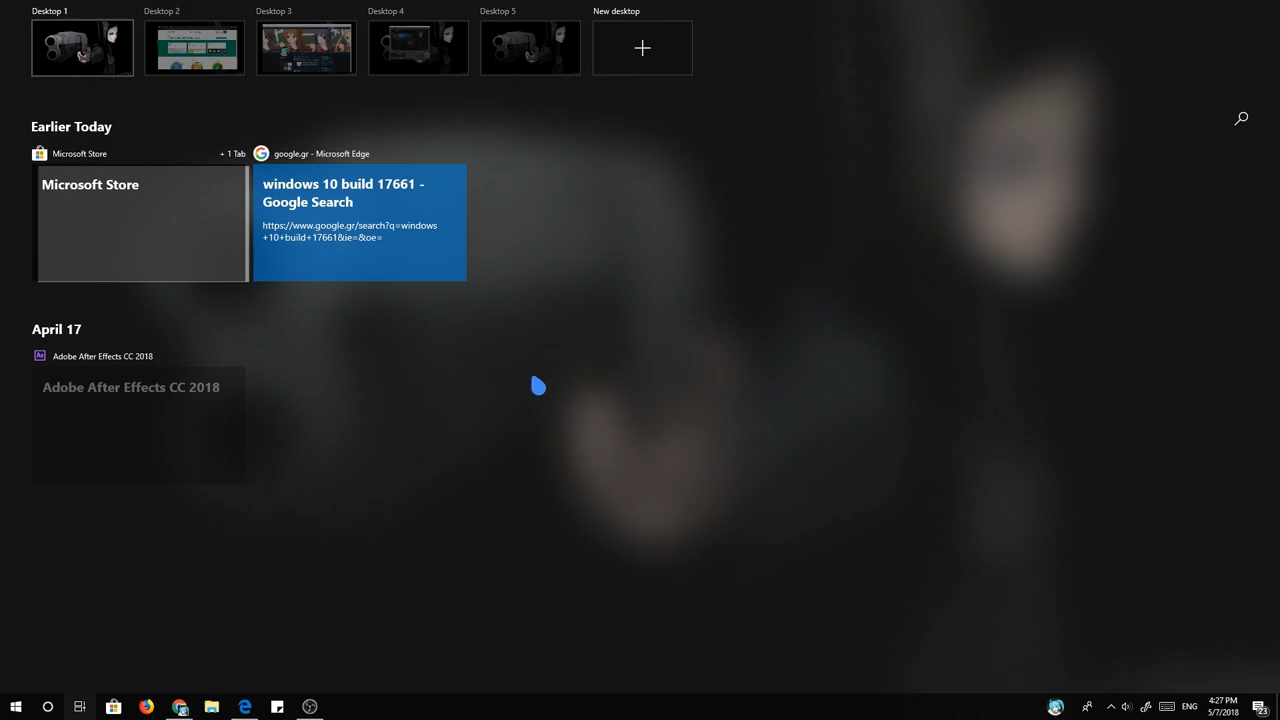 Desktop 1
Desktop 2
Desktop 3
Desktop 4
Desktop 5
New desktop
Earlier Today
Microsoft Store
+ 1 Tab
google.gr - Microsoft Edge
Microsoft Store
windows 10 build 17661 -
Google Search
https://www.google.gr/search?q=windows
+10+build+17661&ie=&oe=
April 17
Ae
Adobe After Effects CC 2018
Adobe After Effects CC 2018
ENG
4:27 PM
5/7/2018
23